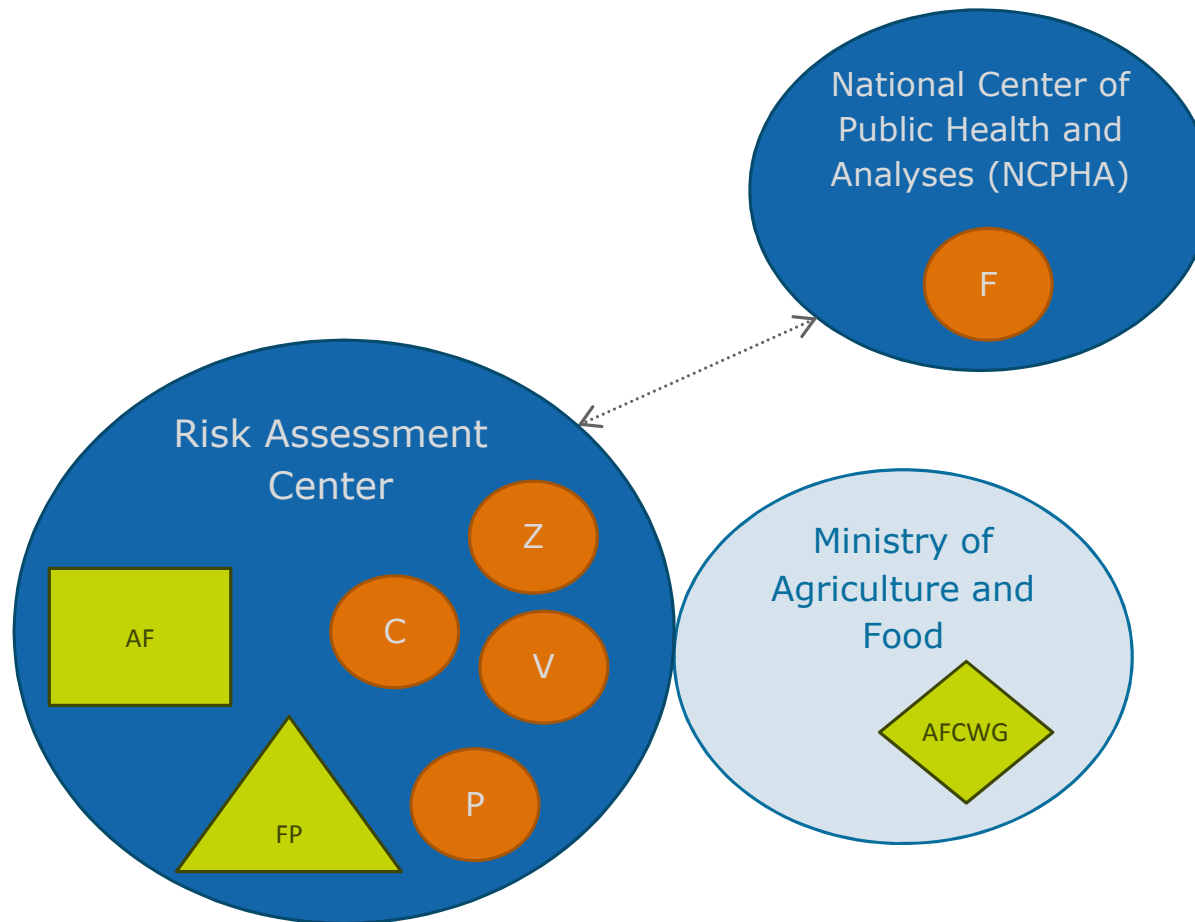 National Center of
Public Health and
Analyses (NCPHA)
F
Risk Assessment
Center
Z
C
V
AF
P
FP
Ministry of
Agriculture and
Food
AFCWG